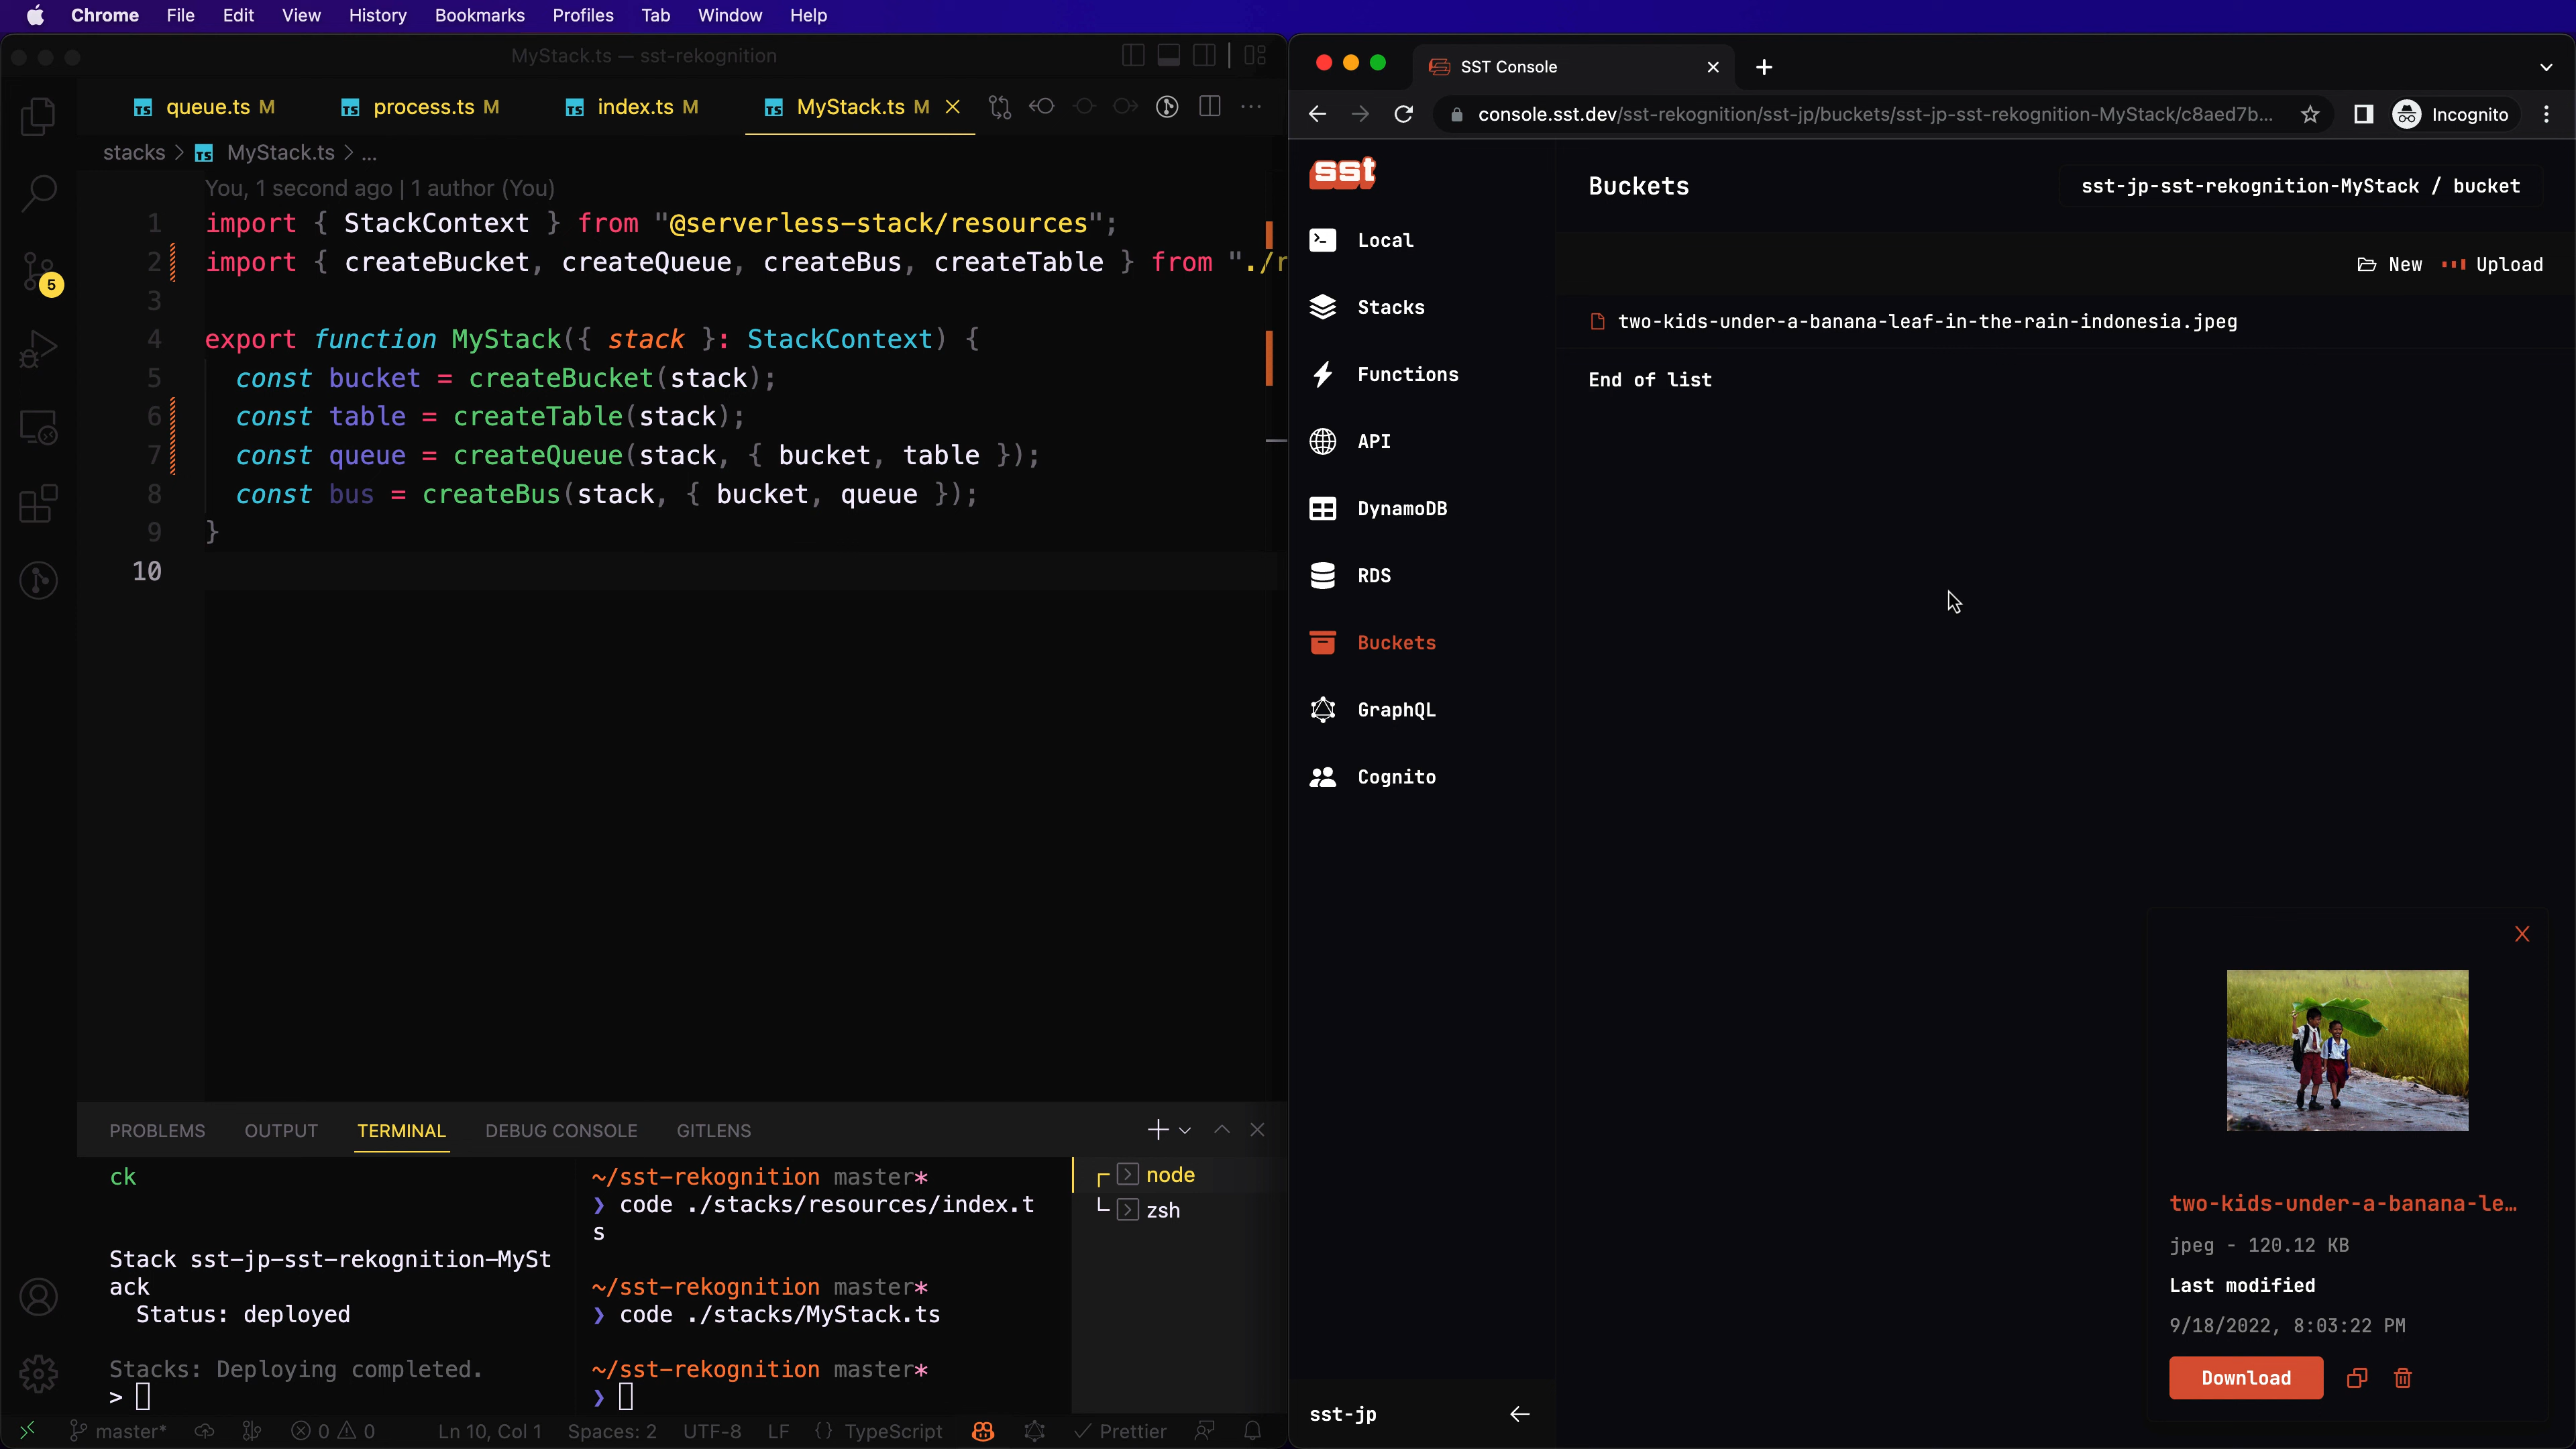 Chrome File Edit View History Bookmarks Profiles Tab Window Help
MyStack.ts — sst-rekognition
queue.ts M process.ts M index.ts M MyStack.ts M
stacks > MyStack.ts > ...
You, 1 second ago | 1 author (You)
1 import { StackContext } from "@serverless-stack/resources";
2 import { createBucket, createQueue, createBus, createTable } from "./r
3
4 export function MyStack({ stack }: StackContext) {
5 const bucket = createBucket(stack);
6 const table = createTable(stack);
7 const queue = createQueue(stack, { bucket, table });
8 const bus = createBus(stack, { bucket, queue });
9 }
10
5
PROBLEMS OUTPUT TERMINAL DEBUG CONSOLE GITLENS
ck
Stack sst-jp-sst-rekognition-MySt
ack
Status: deployed
Stacks: Deploying completed.
>
~/sst-rekognition master*
❯ code ./stacks/resources/index.t
s
~/sst-rekognition master*
❯ code ./stacks/MyStack.ts
~/sst-rekognition master*
❯
node
zsh
master* 0 0 Ln 10, Col 1 Spaces: 2 UTF-8 LF {} TypeScript Prettier
SST Console
console.sst.dev/sst-rekognition/sst-jp/buckets/sst-jp-sst-rekognition-MyStack/c8aed7b... Incognito
sst
Local
Stacks
Functions
API
DynamoDB
RDS
Buckets
GraphQL
Cognito
sst-jp
Buckets sst-jp-sst-rekognition-MyStack / bucket
New Upload
two-kids-under-a-banana-leaf-in-the-rain-indonesia.jpeg
End of list
two-kids-under-a-banana-le…
jpeg - 120.12 KB
Last modified
9/18/2022, 8:03:22 PM
Download